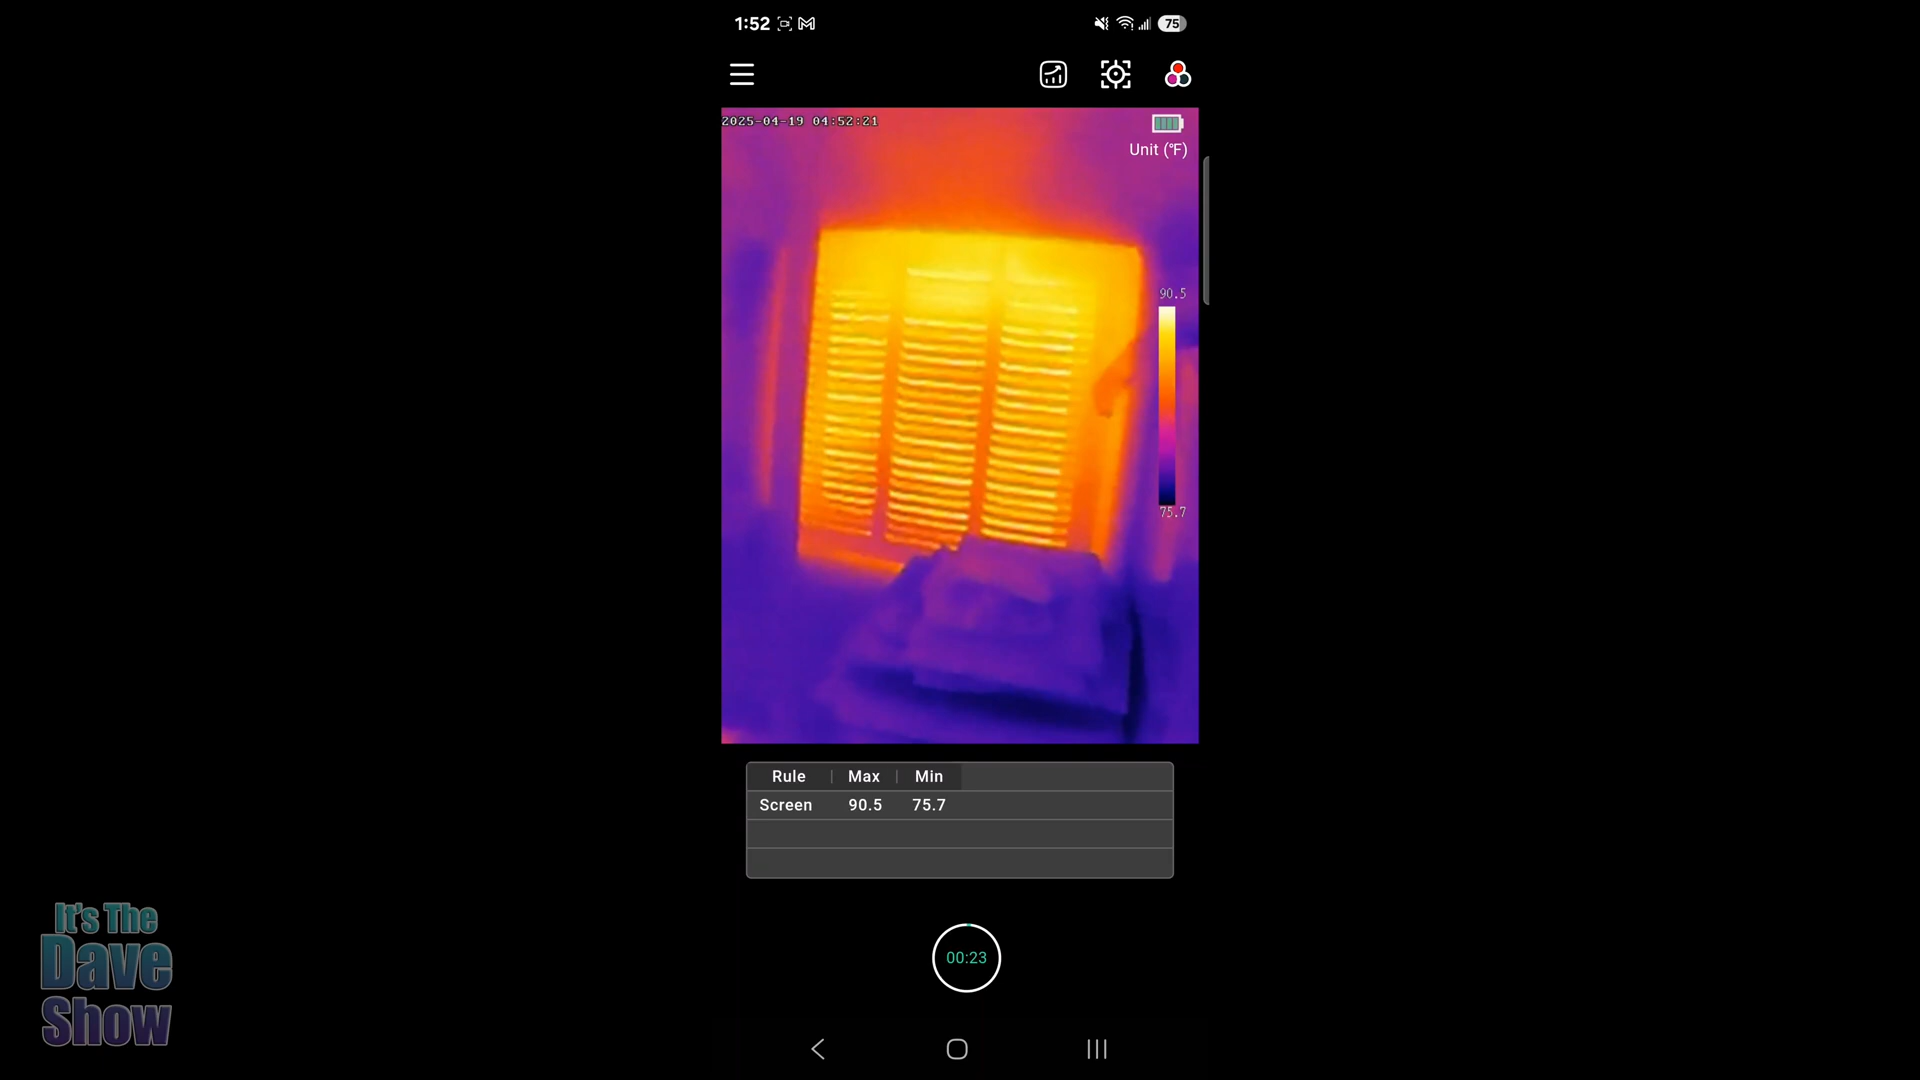 1:52
75
2025-04-19 04:52:21
Unit (°F)
90.5
75.7
Rule | Max | Min
Screen 90.5 75.7
00:23
It's The
Dave
Show